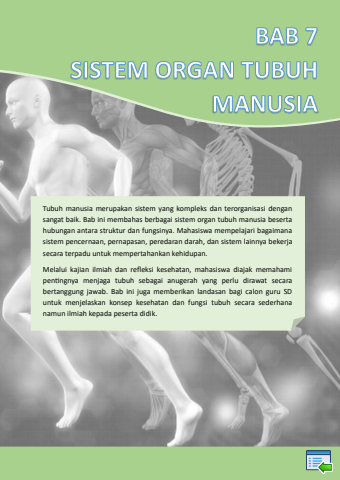 BAB 7
SISTEM ORGAN TUBUH
MANUSIA
Tubuh manusia merupakan sistem yang kompleks dan terorganisasi dengan
sangat baik. Bab ini membahas berbagai sistem organ tubuh manusia beserta
hubungan antara struktur dan fungsinya. Mahasiswa mempelajari bagaimana
sistem pencernaan, pernapasan, peredaran darah, dan sistem lainnya bekerja
secara terpadu untuk mempertahankan kehidupan.
Melalui kajian ilmiah dan refleksi kesehatan, mahasiswa diajak memahami
pentingnya menjaga tubuh sebagai anugerah yang perlu dirawat secara
bertanggung jawab. Bab ini juga memberikan landasan bagi calon guru SD
untuk menjelaskan konsep kesehatan dan fungsi tubuh secara sederhana
namun ilmiah kepada peserta didik.